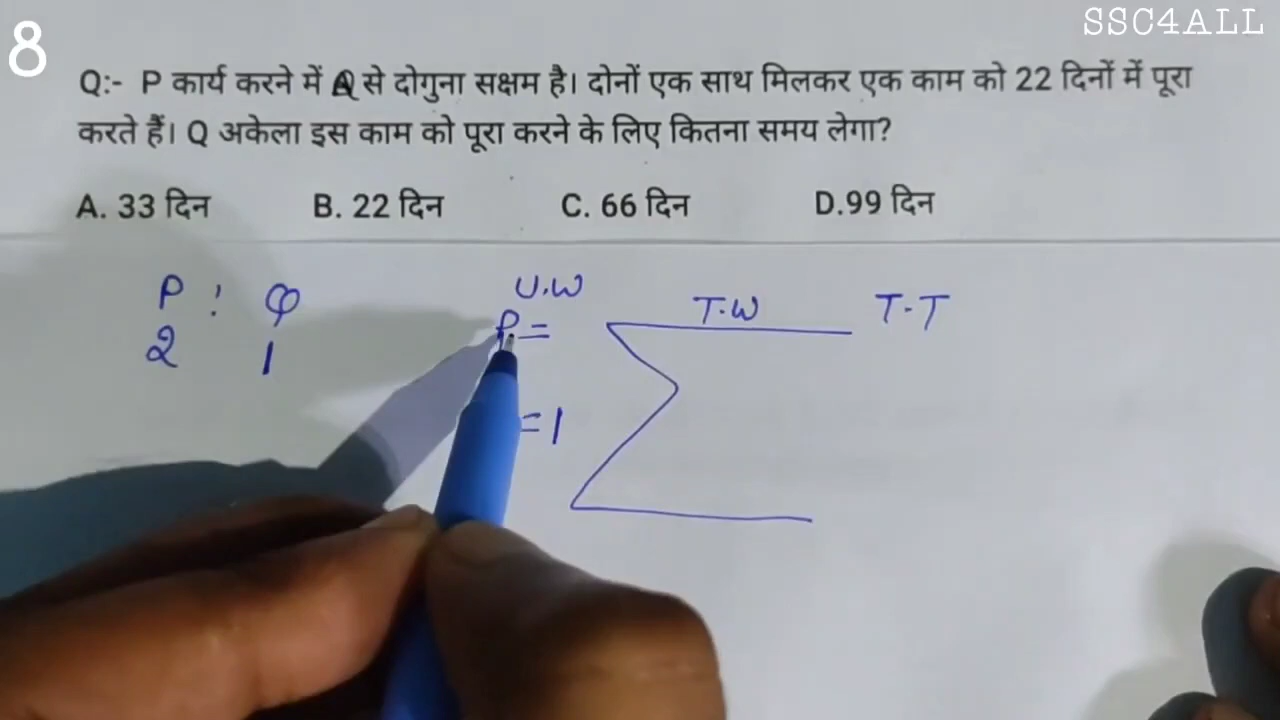 8
SSC4ALL
Q:- P कार्य करने में Q से दोगुना सक्षम है। दोनों एक साथ मिलकर एक काम को 22 दिनों में पूरा
करते हैं। Q अकेला इस काम को पूरा करने के लिए कितना समय लेगा?
A. 33 दिन B. 22 दिन C. 66 दिन D.99 दिन
P : Q
2 1
U.W
P=
=1
T.W
T-T